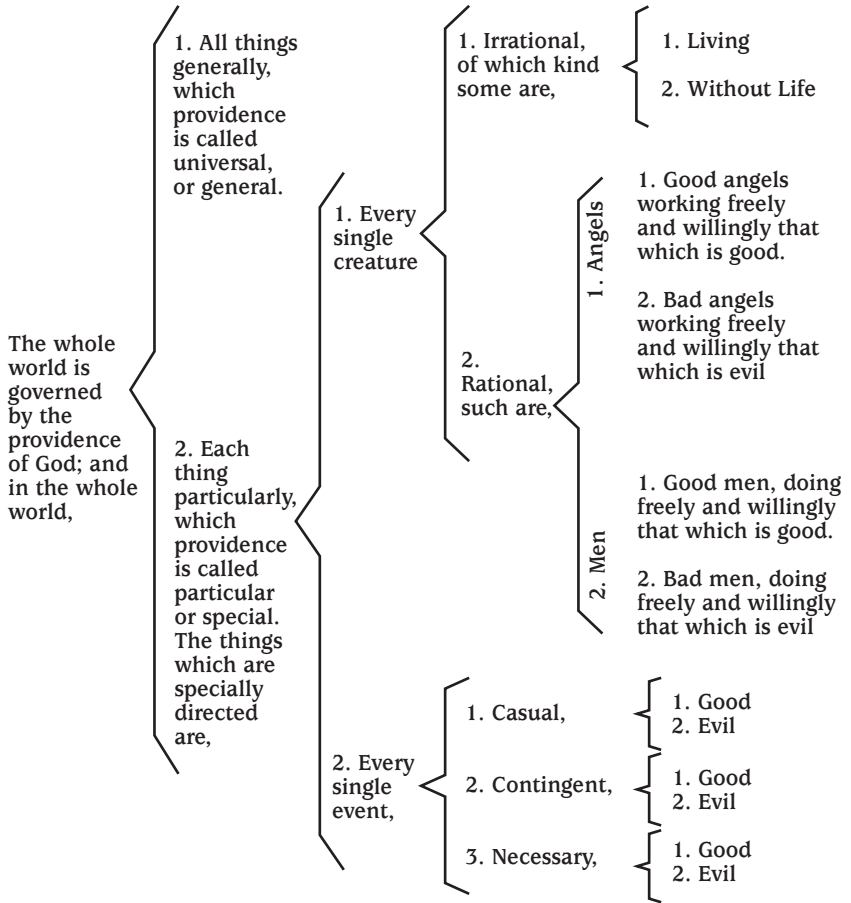 The whole
world is
governed
by the
providence
of God; and
in the whole
world,
1. All things
generally,
which
providence
is called
universal,
or general.
2. Each
thing
particularly,
which
providence
is called
particular
or special.
The things
which are
specially
directed
are,
1. Every
single
creature
1. Irrational,
of which kind
some are,
1. Living
2. Without Life
2.
Rational,
such are,
1. Angels
1. Good angels
working freely
and willingly that
which is good.
2. Bad angels
working freely
and willingly that
which is evil
2. Men
1. Good men, doing
freely and willingly
that which is good.
2. Bad men, doing
freely and willingly
that which is evil
2. Every
single
event,
1. Casual,
1. Good
2. Evil
2. Contingent,
1. Good
2. Evil
3. Necessary,
1. Good
2. Evil